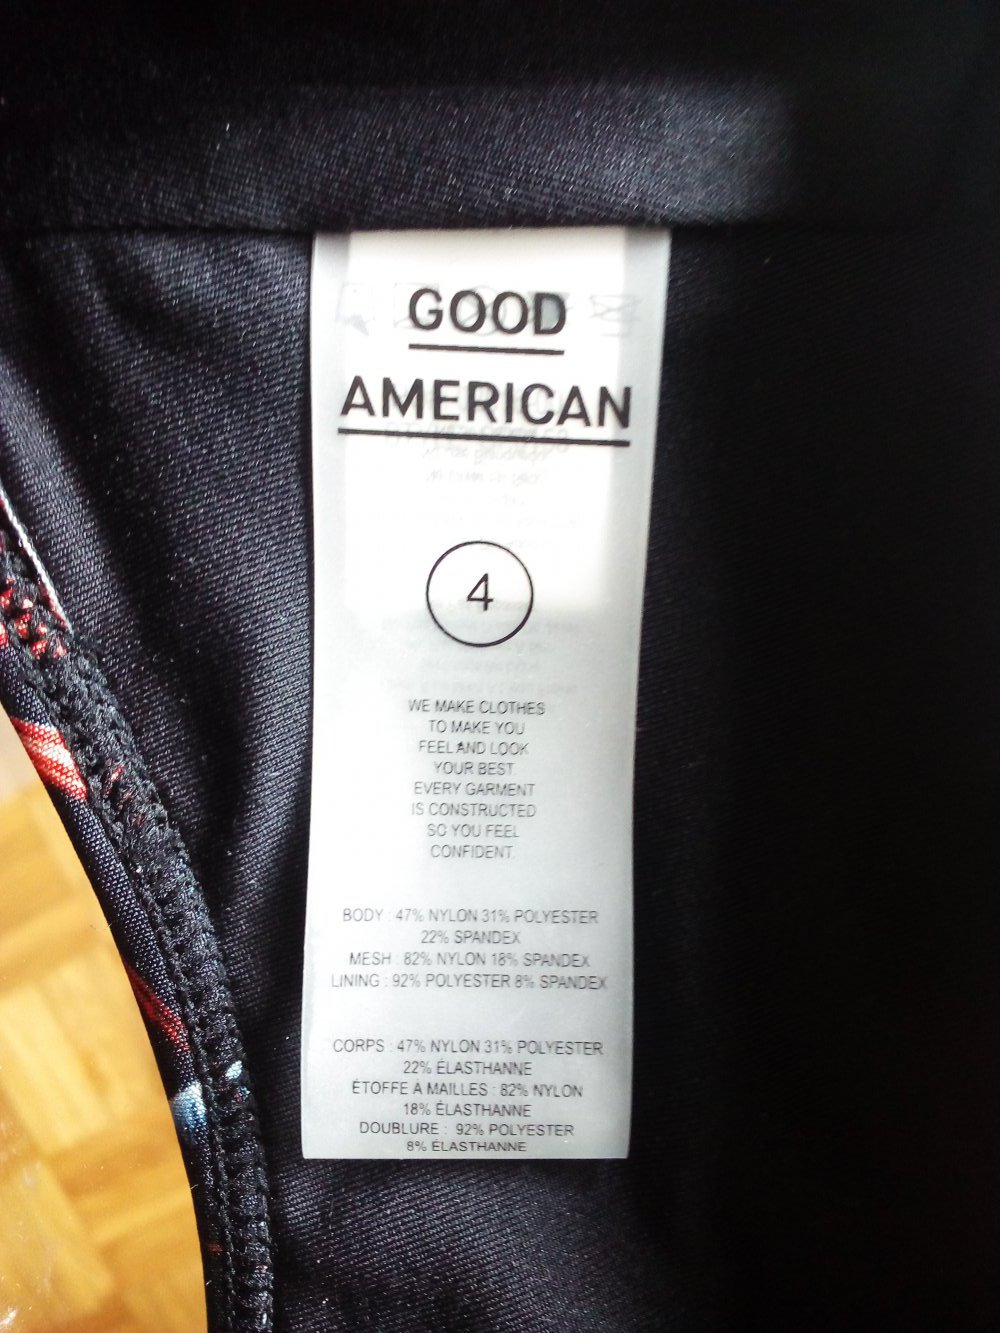 GOOD
AMERICAN
4
WE MAKE CLOTHES
TO MAKE YOU
FEEL AND LOOK
YOUR BEST.
EVERY GARMENT
IS CONSTRUCTED
SO YOU FEEL
CONFIDENT.
BODY : 47% NYLON 31% POLYESTER
22% SPANDEX
MESH : 82% NYLON 18% SPANDEX
LINING : 92% POLYESTER 8% SPANDEX
CORPS : 47% NYLON 31% POLYESTER
22% ÉLASTHANNE
ÉTOFFE À MAILLES : 82% NYLON
18% ÉLASTHANNE
DOUBLURE : 92% POLYESTER
8% ÉLASTHANNE